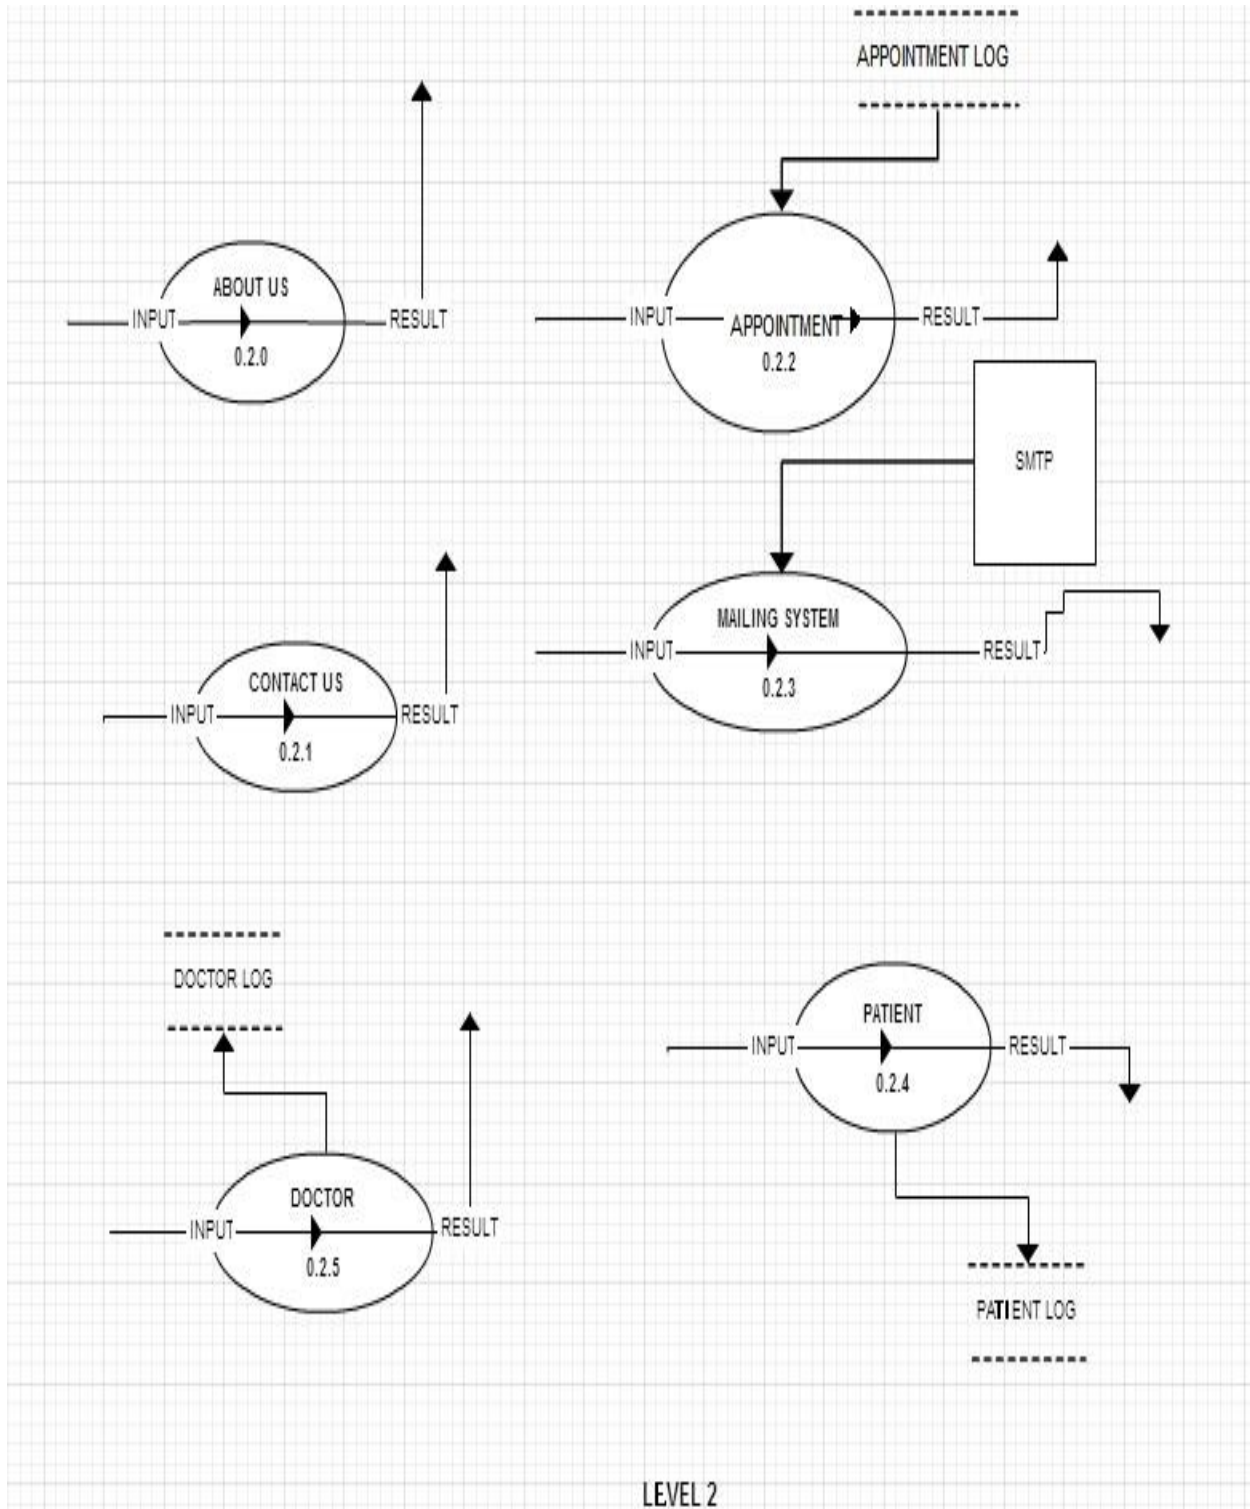 APPOINTMENT LOG
ABOUT US
INPUT
RESULT
0.2.0
INPUT
APPOINTMENT
RESULT
0.2.2
SMTP
MAILING SYSTEM
INPUT
RESULT
0.2.3
CONTACT US
INPUT
RESULT
0.2.1
DOCTOR LOG
PATIENT
INPUT
RESULT
0.2.4
DOCTOR
INPUT
RESULT
0.2.5
PATIENT LOG
LEVEL 2